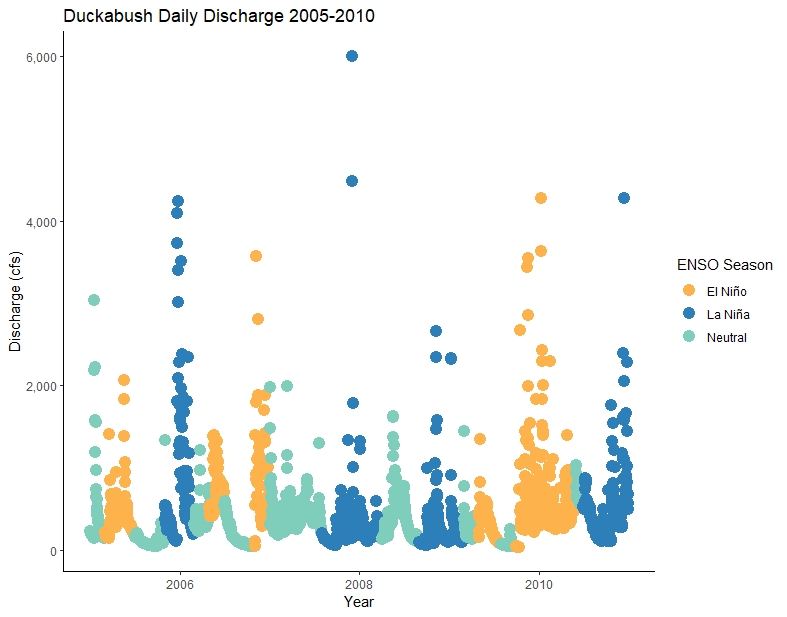 Duckabush Daily Discharge 2005-2010
6,000
4,000
2,000
0
Discharge (cfs)
2006
2008
2010
Year
ENSO Season
El Niño
La Niña
Neutral